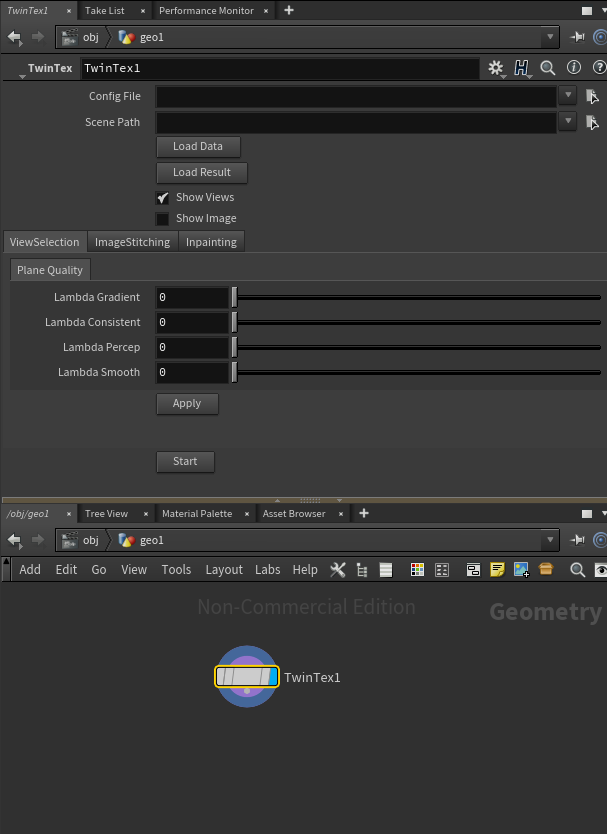 TwinTex1 × Take List × Performance Monitor × +
obj geo1
TwinTex TwinTex1
Config File
Scene Path
Load Data
Load Result
Show Views
Show Image
ViewSelection ImageStitching Inpainting
Plane Quality
Lambda Gradient 0
Lambda Consistent 0
Lambda Percep 0
Lambda Smooth 0
Apply
Start
/obj/geo1 × Tree View × Material Palette × Asset Browser × +
obj geo1
Add Edit Go View Tools Layout Labs Help
Non-Commercial Edition Geometry
TwinTex1